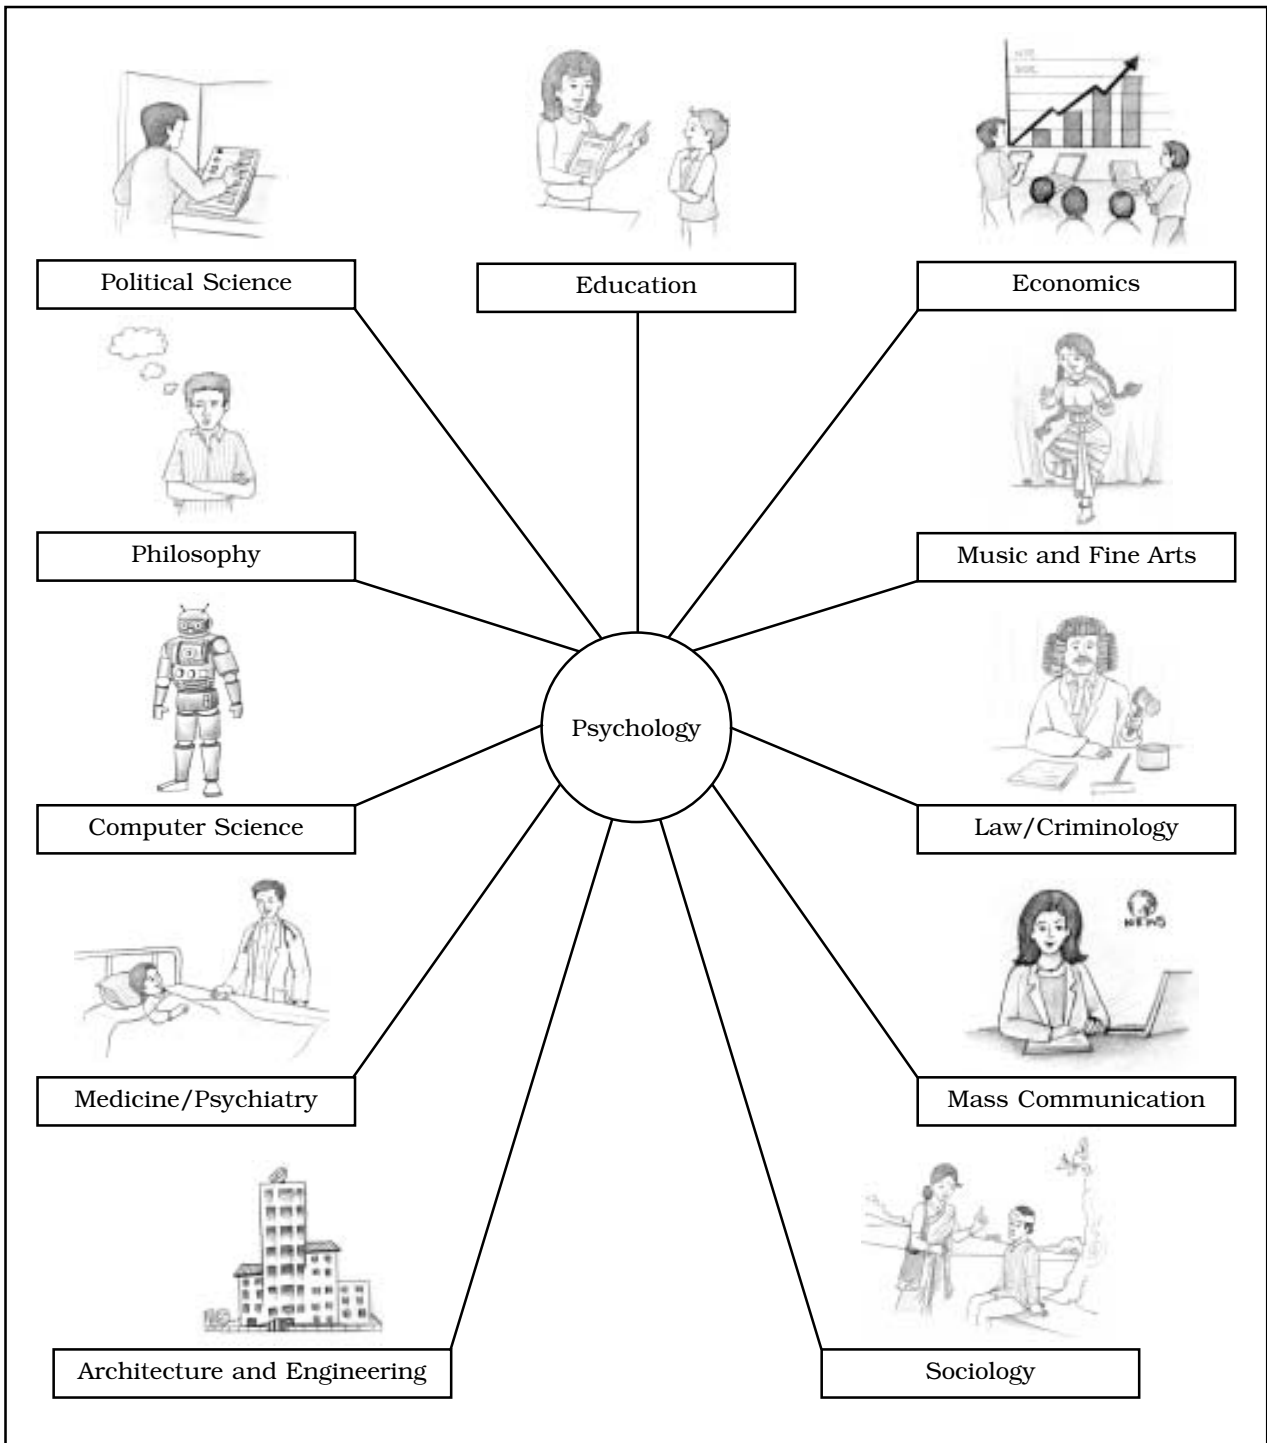 Political Science
Education
Economics
Philosophy
Music and Fine Arts
Computer Science
Psychology
Law/Criminology
NEWS
Medicine/Psychiatry
Mass Communication
Architecture and Engineering
Sociology